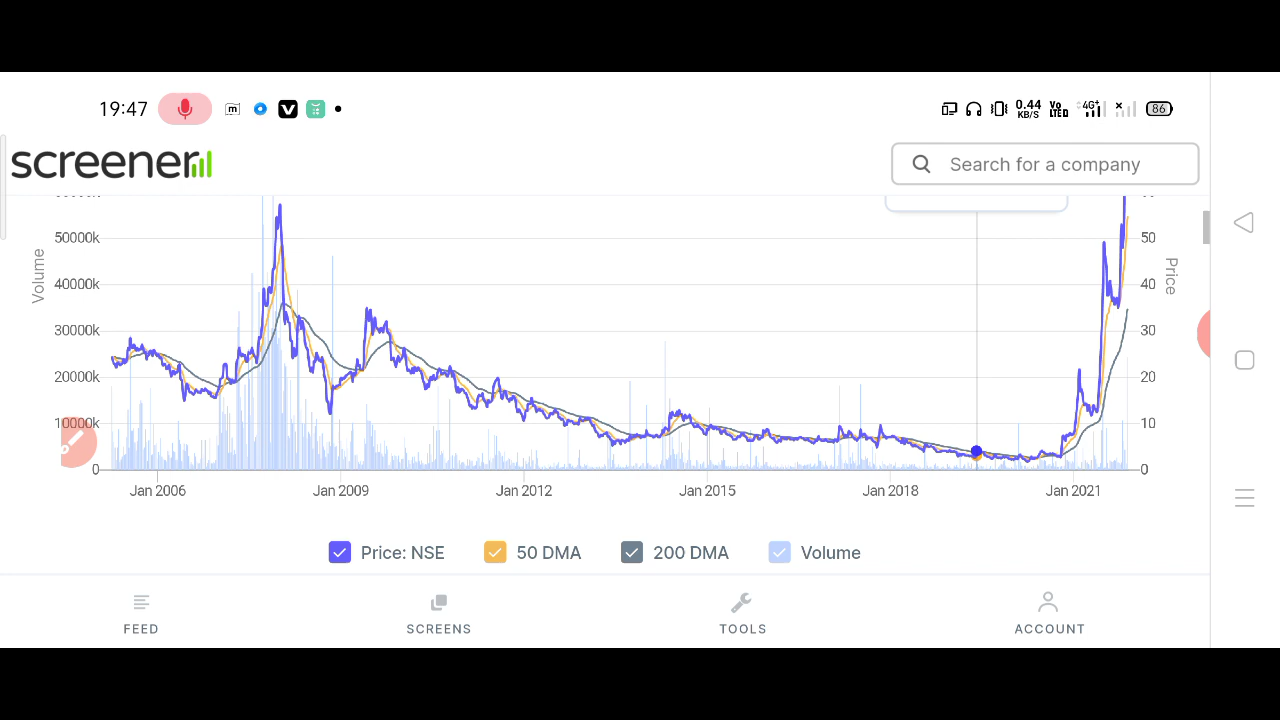 19:47
m
V
0.44 KB/S
Vo LTE D
4G+
86
screener
Search for a company
Volume
Price
50000k
40000k
30000k
20000k
10000k
0
50
40
30
20
10
0
Jan 2006
Jan 2009
Jan 2012
Jan 2015
Jan 2018
Jan 2021
Price: NSE
50 DMA
200 DMA
Volume
FEED
SCREENS
TOOLS
ACCOUNT